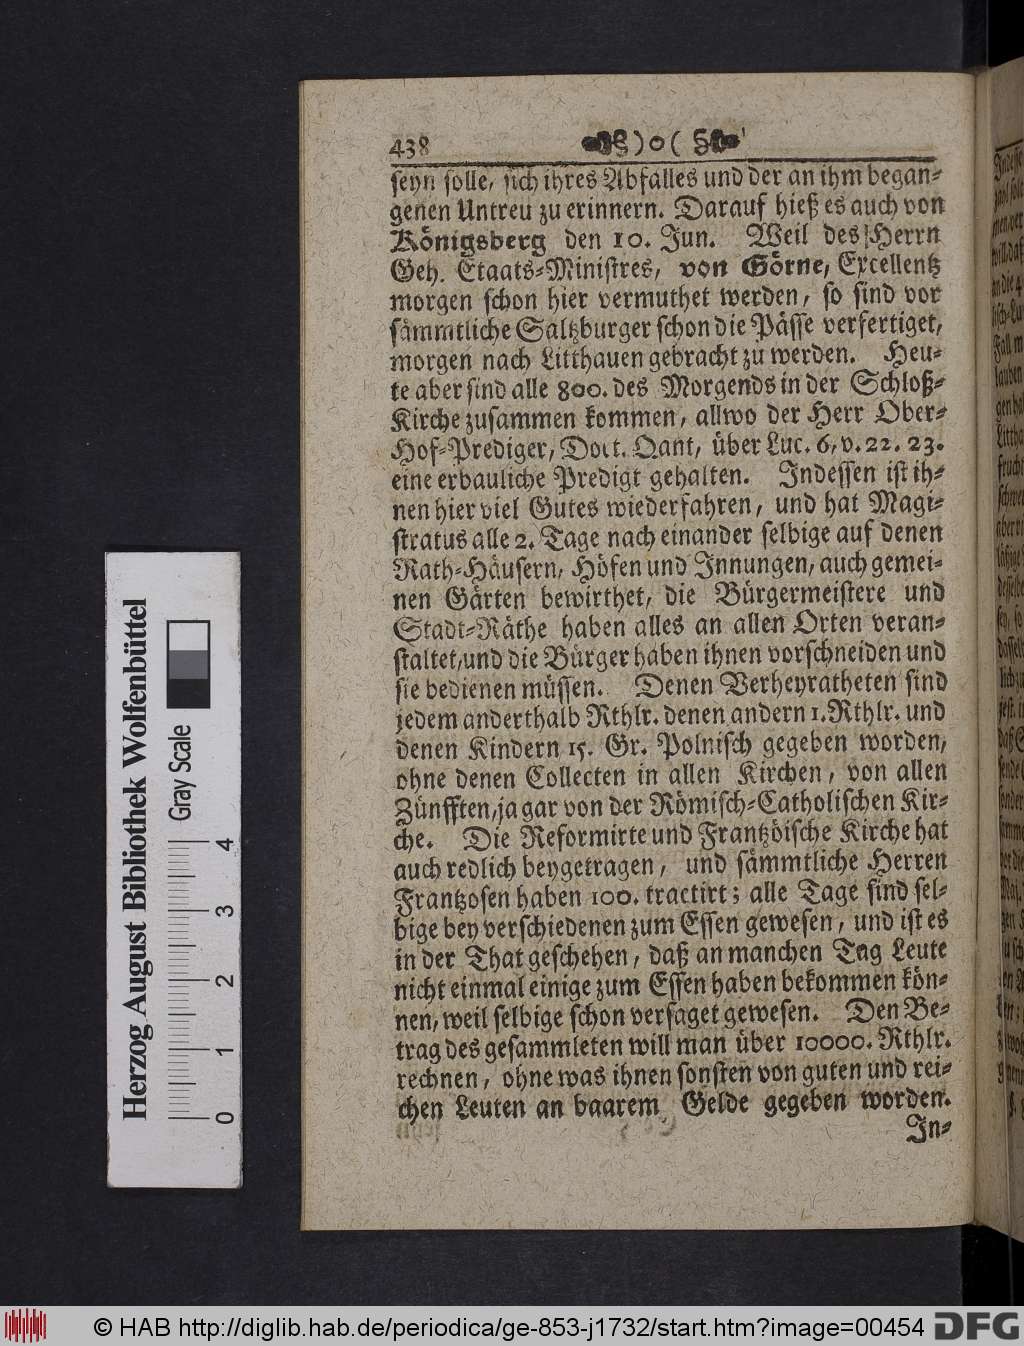 438 )o(
seyn solle, sich ihres Abfalles und der an ihm began-
genen Untreu zu erinnern. Darauf hieß es auch von
Königsberg den 10. Jun. Weil des Herrn
Geh. Etaats-Ministres, von Görne, Excellentz
morgen schon hier vermuthet werden, so sind vor
sämmtliche Saltzburger schon die Pässe verfertiget,
morgen nach Litthauen gebracht zu werden. Heu-
te aber sind alle 800. des Morgends in der Schloß-
Kirche zusammen kommen, allwo der Herr Ober-
Hof-Prediger, Doct. Qant, über Luc. 6, v. 22. 23.
eine erbauliche Predigt gehalten. Indessen ist ih-
nen hier viel Gutes wiederfahren, und hat Magi-
stratus alle 2. Tage nach einander selbige auf denen
Rath-Häusern, Höfen und Innungen, auch gemei-
nen Gärten bewirthet, die Bürgermeistere und
Stadt-Räthe haben alles an allen Orten veran-
staltet, und die Bürger haben ihnen vorschneiden und
sie bedienen müssen. Denen Verheyratheten sind
jedem anderthalb Rthlr. denen andern 1. Rthlr. und
denen Kindern 15. Gr. Polnisch gegeben worden,
ohne denen Collecten in allen Kirchen, von allen
Zünfften, ja gar von der Römisch-Catholischen Kir-
che. Die Reformirte und Frantzöische Kirche hat
auch redlich beygetragen, und sämmtliche Herren
Frantzosen haben 100. tractirt; alle Tage sind sel-
bige bey verschiedenen zum Essen gewesen, und ist es
in der That geschehen, daß an manchen Tag Leute
nicht einmal einige zum Essen haben bekommen kön-
nen, weil selbige schon versaget gewesen. Den Be-
trag des gesammleten will man über 10000. Rthlr.
rechnen, ohne was ihnen sonsten von guten und rei-
chen Leuten an baarem Gelde gegeben worden.
In-
Herzog August Bibliothek Wolfenbüttel
Gray Scale
0 1 2 3 4
© HAB http://diglib.hab.de/periodica/ge-853-j1732/start.htm?image=00454
DFG